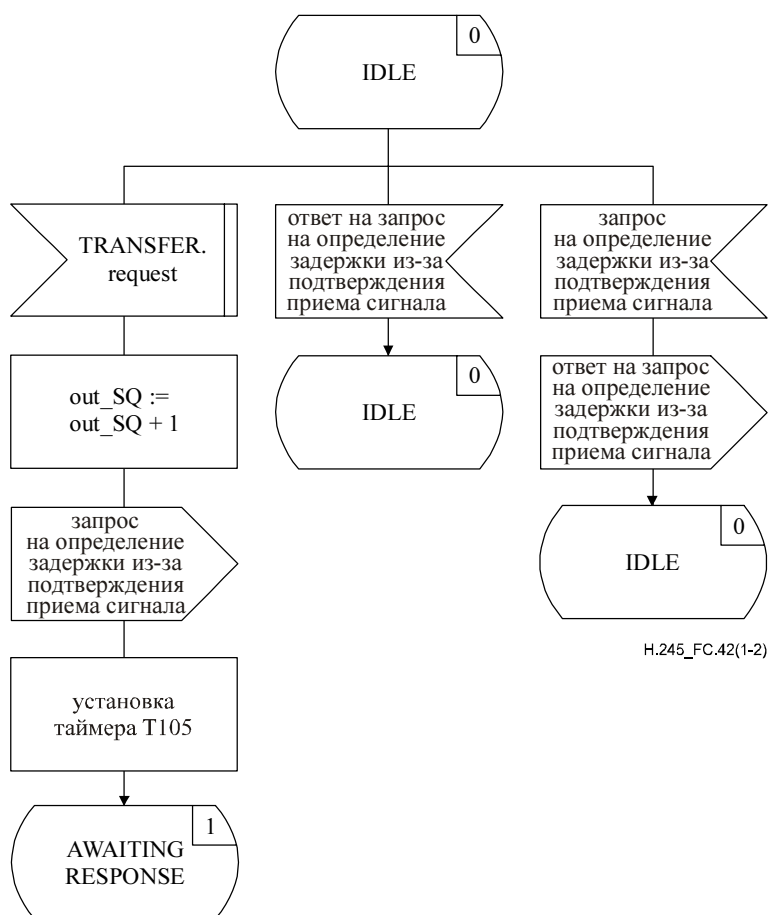 0
IDLE
TRANSFER.
request
out_SQ :=
out_SQ + 1
запрос
на определение
задержки из-за
подтверждения
приема сигнала
установка
таймера T105
1
AWAITING
RESPONSE
ответ на запрос
на определение
задержки из-за
подтверждения
приема сигнала
0
IDLE
запрос
на определение
задержки из-за
подтверждения
приема сигнала
ответ на запрос
на определение
задержки из-за
подтверждения
приема сигнала
0
IDLE
H.245_FC.42(1-2)